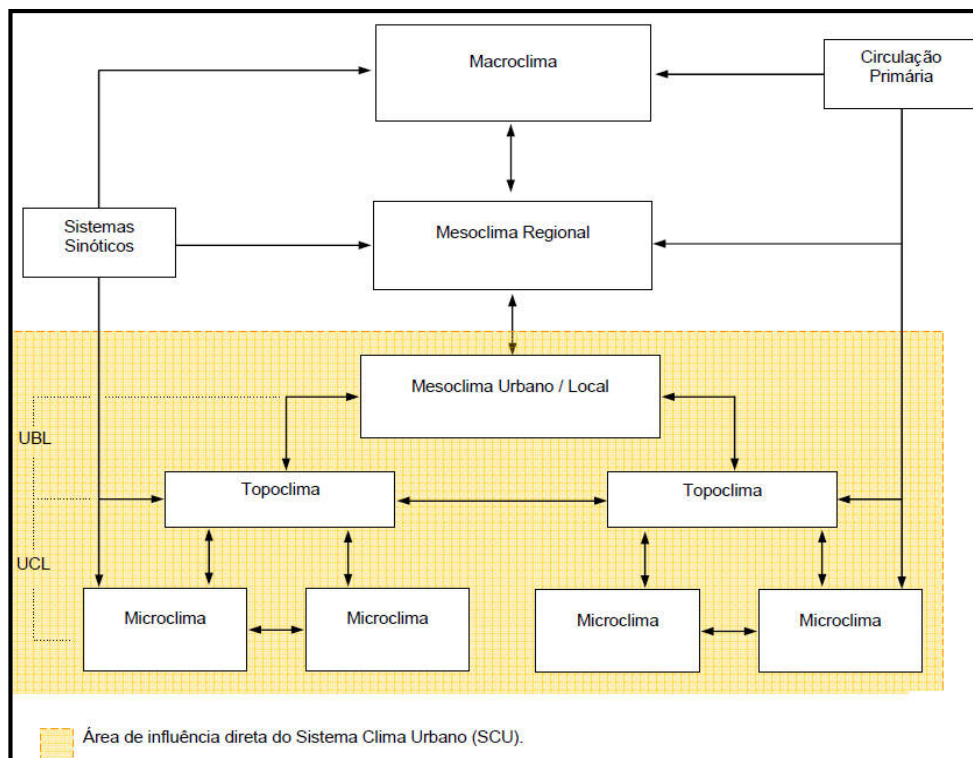 Macroclima
Circulação
Primária
Sistemas
Sinóticos
Mesoclima Regional
Mesoclima Urbano / Local
UBL
Topoclima
Topoclima
UCL
Microclima
Microclima
Microclima
Microclima
Área de influência direta do Sistema Clima Urbano (SCU).